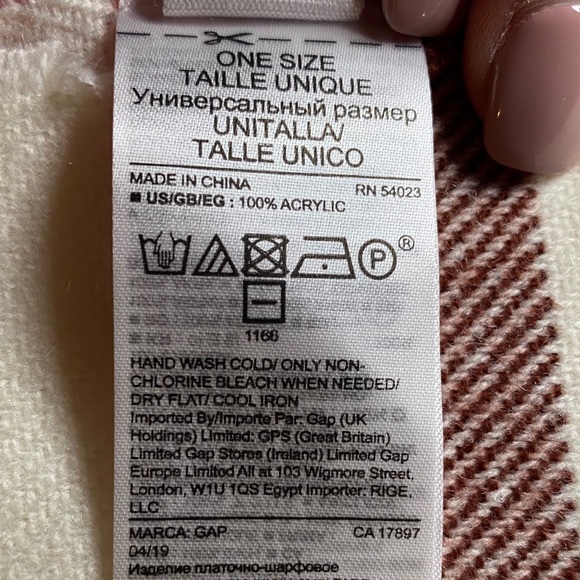 ONE SIZE
TAILLE UNIQUE
Универсальный размер
UNITALLA/
TALLE UNICO
MADE IN CHINA RN 54023
■ US/GB/EG : 100% ACRYLIC
P ®
1166
HAND WASH COLD/ ONLY NON-
CHLORINE BLEACH WHEN NEEDED/
DRY FLAT/ COOL IRON
Imported By/Importe Par: Gap (UK
Holdings) Limited: GPS (Great Britain)
Limited Gap Stores (Ireland) Limited Gap
Europe Limited All at 103 Wigmore Street,
London, W1U 1QS Egypt Importer: RIGE,
LLC
MARCA: GAP CA 17897
04/19
Изделие платочно-шарфовое